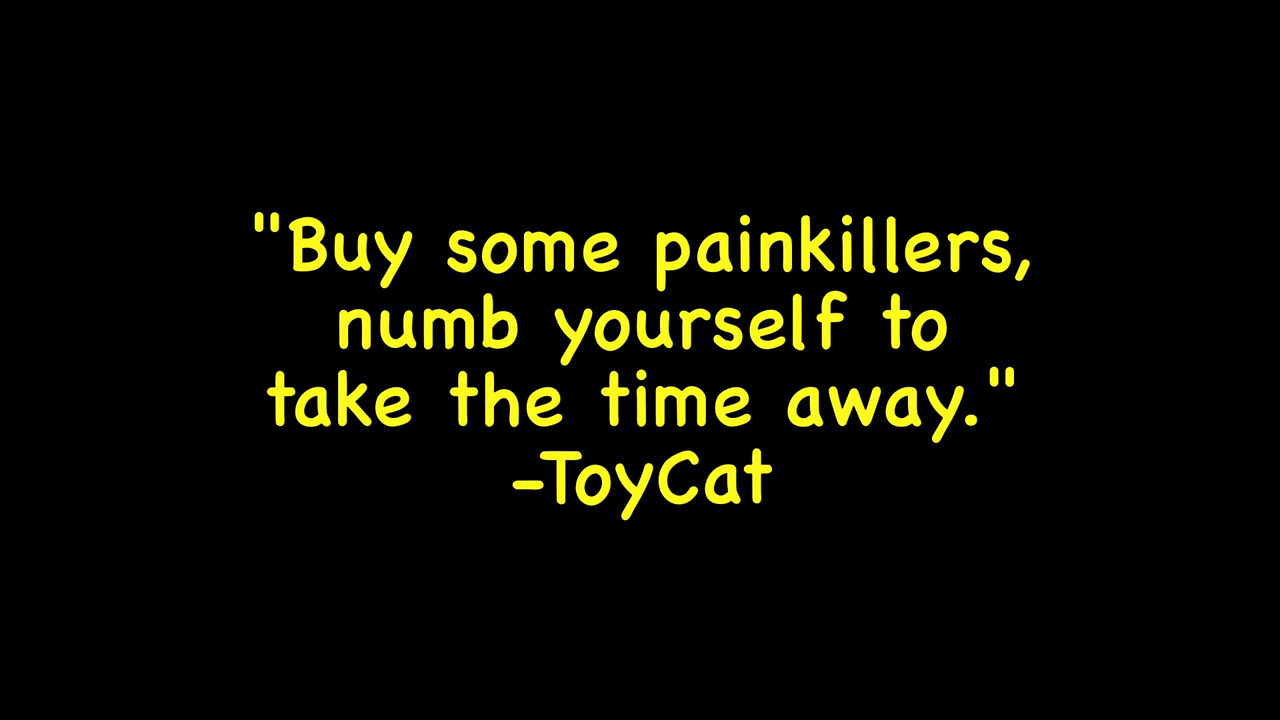 "Buy some painkillers,
numb yourself to
take the time away."
-ToyCat